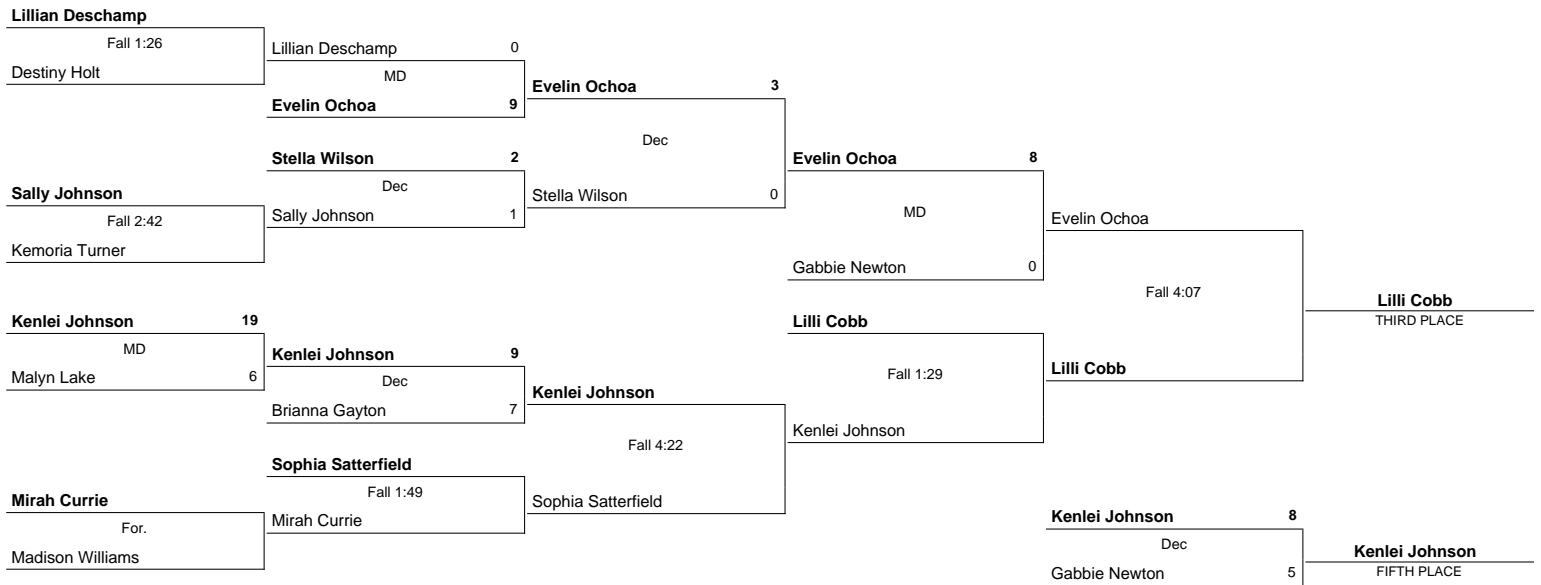 Lillian Deschamp
Fall 1:26
Destiny Holt
Sally Johnson
Fall 2:42
Kemoria Turner
Kenlei Johnson 19
MD
Malyn Lake 6
Mirah Currie
For.
Madison Williams
Lillian Deschamp 0
MD
Evelin Ochoa 9
Stella Wilson 2
Dec
Sally Johnson 1
Kenlei Johnson 9
Dec
Brianna Gayton 7
Sophia Satterfield
Fall 1:49
Mirah Currie
Evelin Ochoa 3
Dec
Stella Wilson 0
Kenlei Johnson
Fall 4:22
Sophia Satterfield
Evelin Ochoa 8
MD
Gabbie Newton 0
Lilli Cobb
Fall 1:29
Kenlei Johnson
Evelin Ochoa
Fall 4:07
Lilli Cobb
Lilli Cobb
THIRD PLACE
Kenlei Johnson 8
Dec
Gabbie Newton 5
Kenlei Johnson
FIFTH PLACE